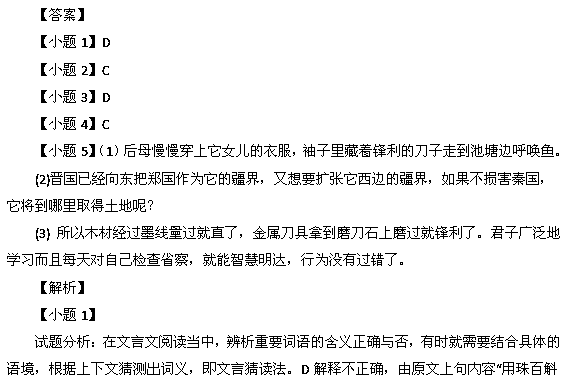 【答案】
【小题1】D
【小题2】C
【小题3】D
【小题4】C
【小题5】（1）后母慢慢穿上它女儿的衣服，袖子里藏着锋利的刀子走到池塘边呼唤鱼。
(2)晋国已经向东把郑国作为它的疆界，又想要扩张它西边的疆界，如果不损害秦国，
它将到哪里取得土地呢？
(3) 所以木材经过墨线量过就直了，金属刀具拿到磨刀石上磨过就锋利了。君子广泛地
学习而且每天对自己检查省察，就能智慧明达，行为没有过错了。
【解析】
【小题1】
试题分析：在文言文阅读当中，辨析重要词语的含义正确与否，有时就需要结合具体的
语境，根据上下文猜测出词义，即文言猜读法。D 解释不正确，由原文上句内容“用珠百斛